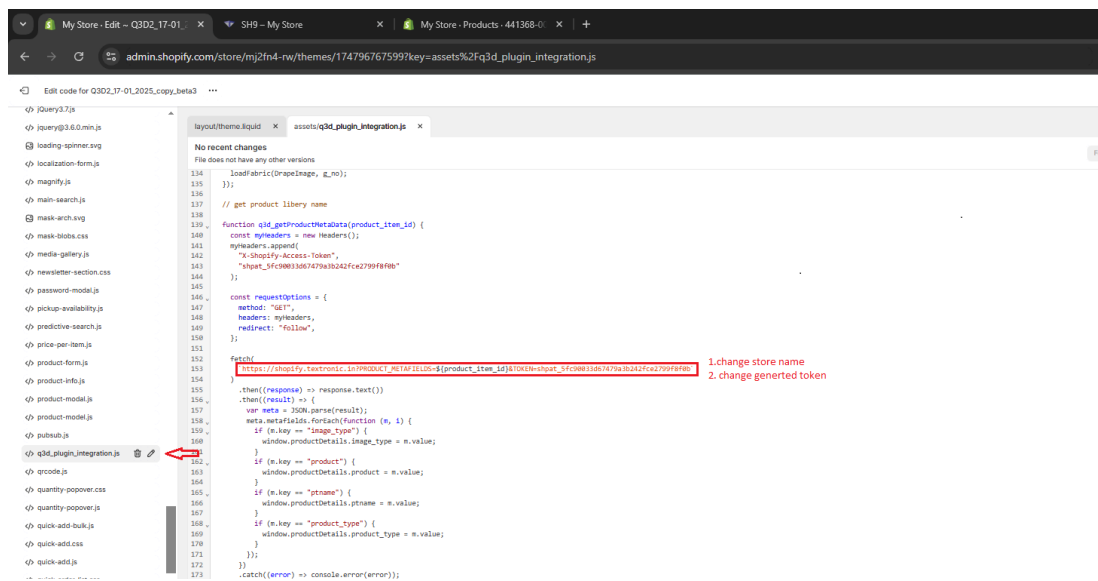 My Store · Edit ~ Q3D2_17-01_
SH9 – My Store
My Store · Products · 441368-0
admin.shopify.com/store/mj2fn4-rw/themes/174796767599?key=assets%2Fq3d_plugin_integration.js
Edit code for Q3D2_17-01_2025_copy_beta3 •••
</> jQuery3.7.js
</> jquery@3.6.0.min.js
loading-spinner.svg
</> localization-form.js
</> magnify.js
</> main-search.js
mask-arch.svg
</> mask-blobs.css
</> media-gallery.js
</> newsletter-section.css
</> password-modal.js
</> pickup-availability.js
</> predictive-search.js
</> price-per-item.js
</> product-form.js
</> product-info.js
</> product-modal.js
</> product-model.js
</> pubsub.js
</> q3d_plugin_integration.js
</> qrcode.js
</> quantity-popover.css
</> quantity-popover.js
</> quick-add-bulk.js
</> quick-add.css
</> quick-add.js
layout/theme.liquid
assets/q3d_plugin_integration.js
No recent changes
File does not have any other versions
134 loadFabric(DrapeImage, g_no);
135 });
136
137 // get product libery name
138
139 function q3d_getProductMetaData(product_item_id) {
140 const myHeaders = new Headers();
141 myHeaders.append(
142 "X-Shopify-Access-Token",
143 "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"
144 );
145
146 const requestOptions = {
147 method: "GET",
148 headers: myHeaders,
149 redirect: "follow",
150 };
151
152 fetch(
153 `https://shopify.textronic.in?PRODUCT_METAFIELDS=${product_item_id}&TOKEN=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`
154 )
155 .then((response) => response.text())
156 .then((result) => {
157 var meta = JSON.parse(result);
158 meta.metafields.forEach(function (m, i) {
159 if (m.key == "image_type") {
160 window.productDetails.image_type = m.value;
161 }
162 if (m.key == "product") {
163 window.productDetails.product = m.value;
164 }
165 if (m.key == "ptname") {
166 window.productDetails.ptname = m.value;
167 }
168 if (m.key == "product_type") {
169 window.productDetails.product_type = m.value;
170 }
171 });
172 })
173 .catch((error) => console.error(error));
1.change store name
2. change generted token